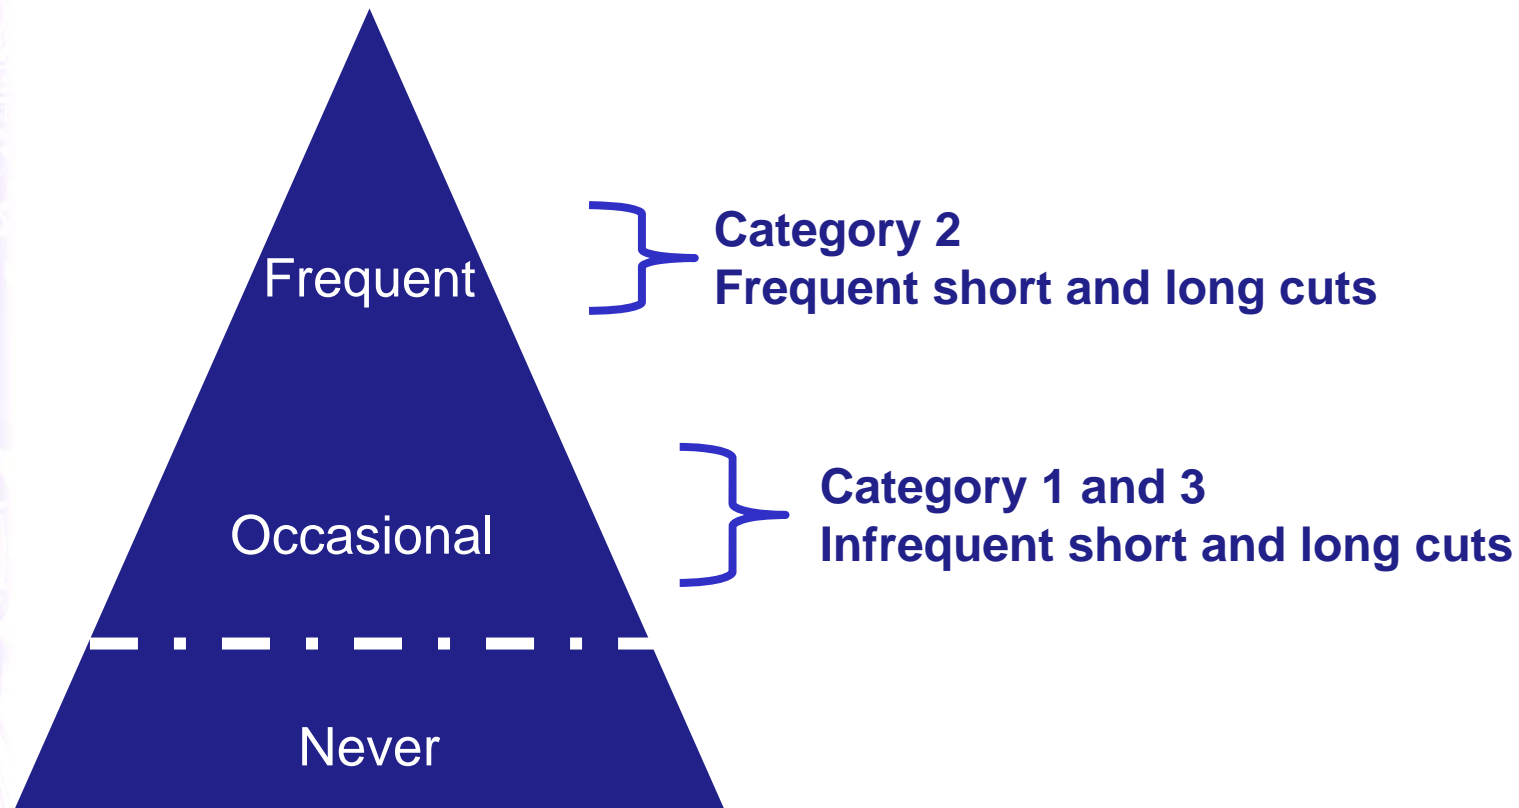 Category 2
Frequent short and long cuts
Frequent
Category 1 and 3
Infrequent short and long cuts
Occasional
Never